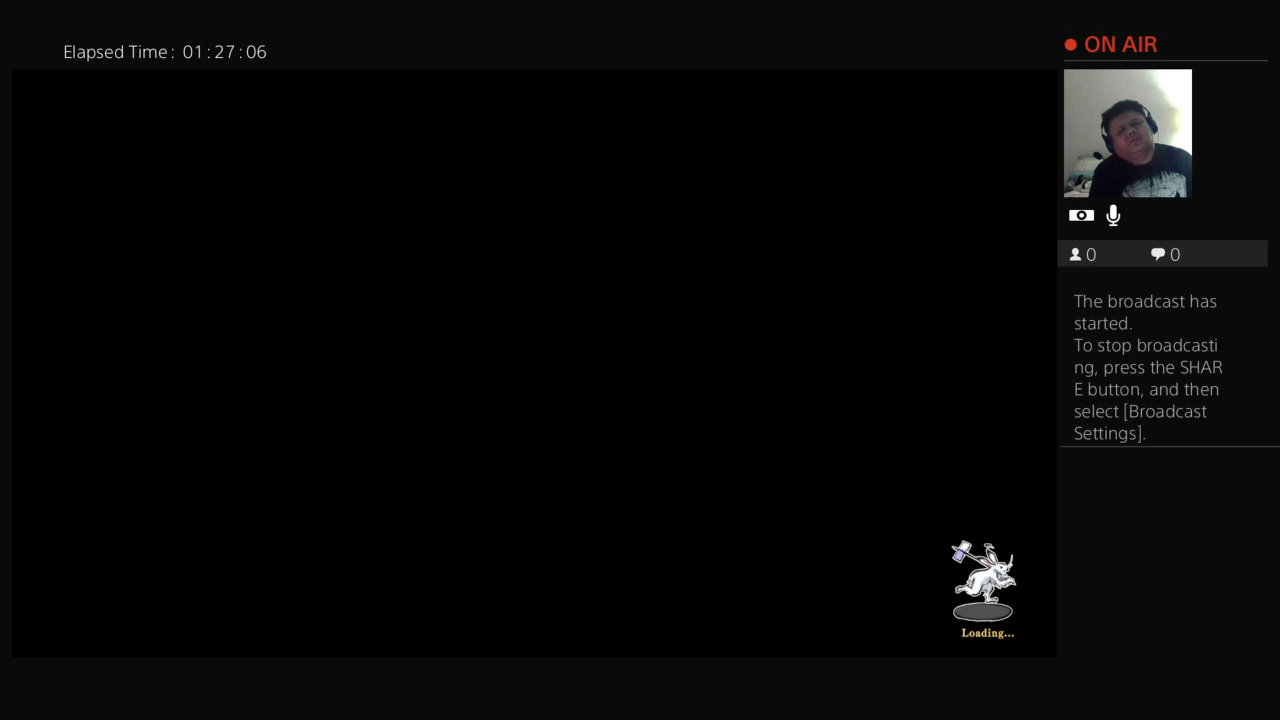 Elapsed Time: 01:27:06
ON AIR
0
0
The broadcast has
started.
To stop broadcasti
ng, press the SHAR
E button, and then
select [Broadcast
Settings].
Loading...